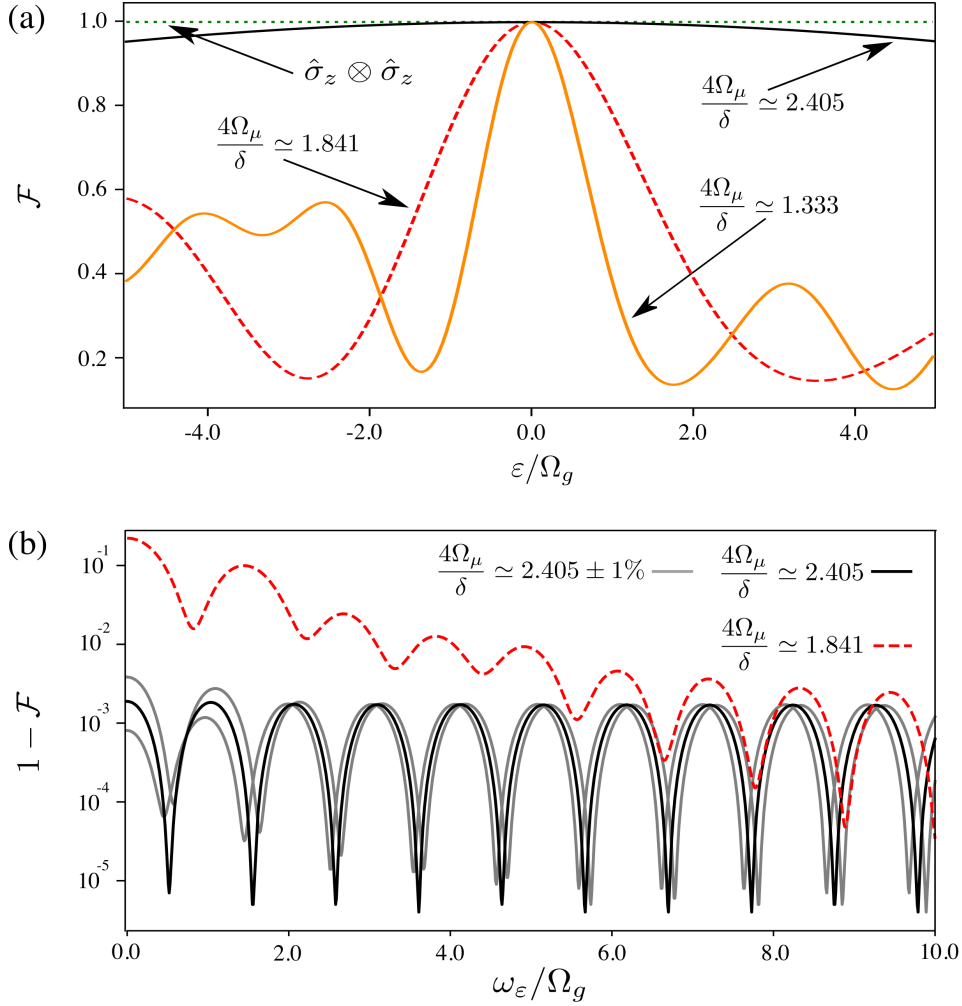 (a)
1.0
0.8
0.6
0.4
0.2
ℱ
σ̂_z ⊗ σ̂_z
4Ω_μ/δ ≃ 2.405
4Ω_μ/δ ≃ 1.841
4Ω_μ/δ ≃ 1.333
-4.0 -2.0 0.0 2.0 4.0
ε/Ω_g
(b)
10^-1
10^-2
10^-3
10^-4
10^-5
1 − ℱ
4Ω_μ/δ ≃ 2.405 ± 1%
4Ω_μ/δ ≃ 2.405
4Ω_μ/δ ≃ 1.841
0.0 2.0 4.0 6.0 8.0 10.0
ω_ε/Ω_g